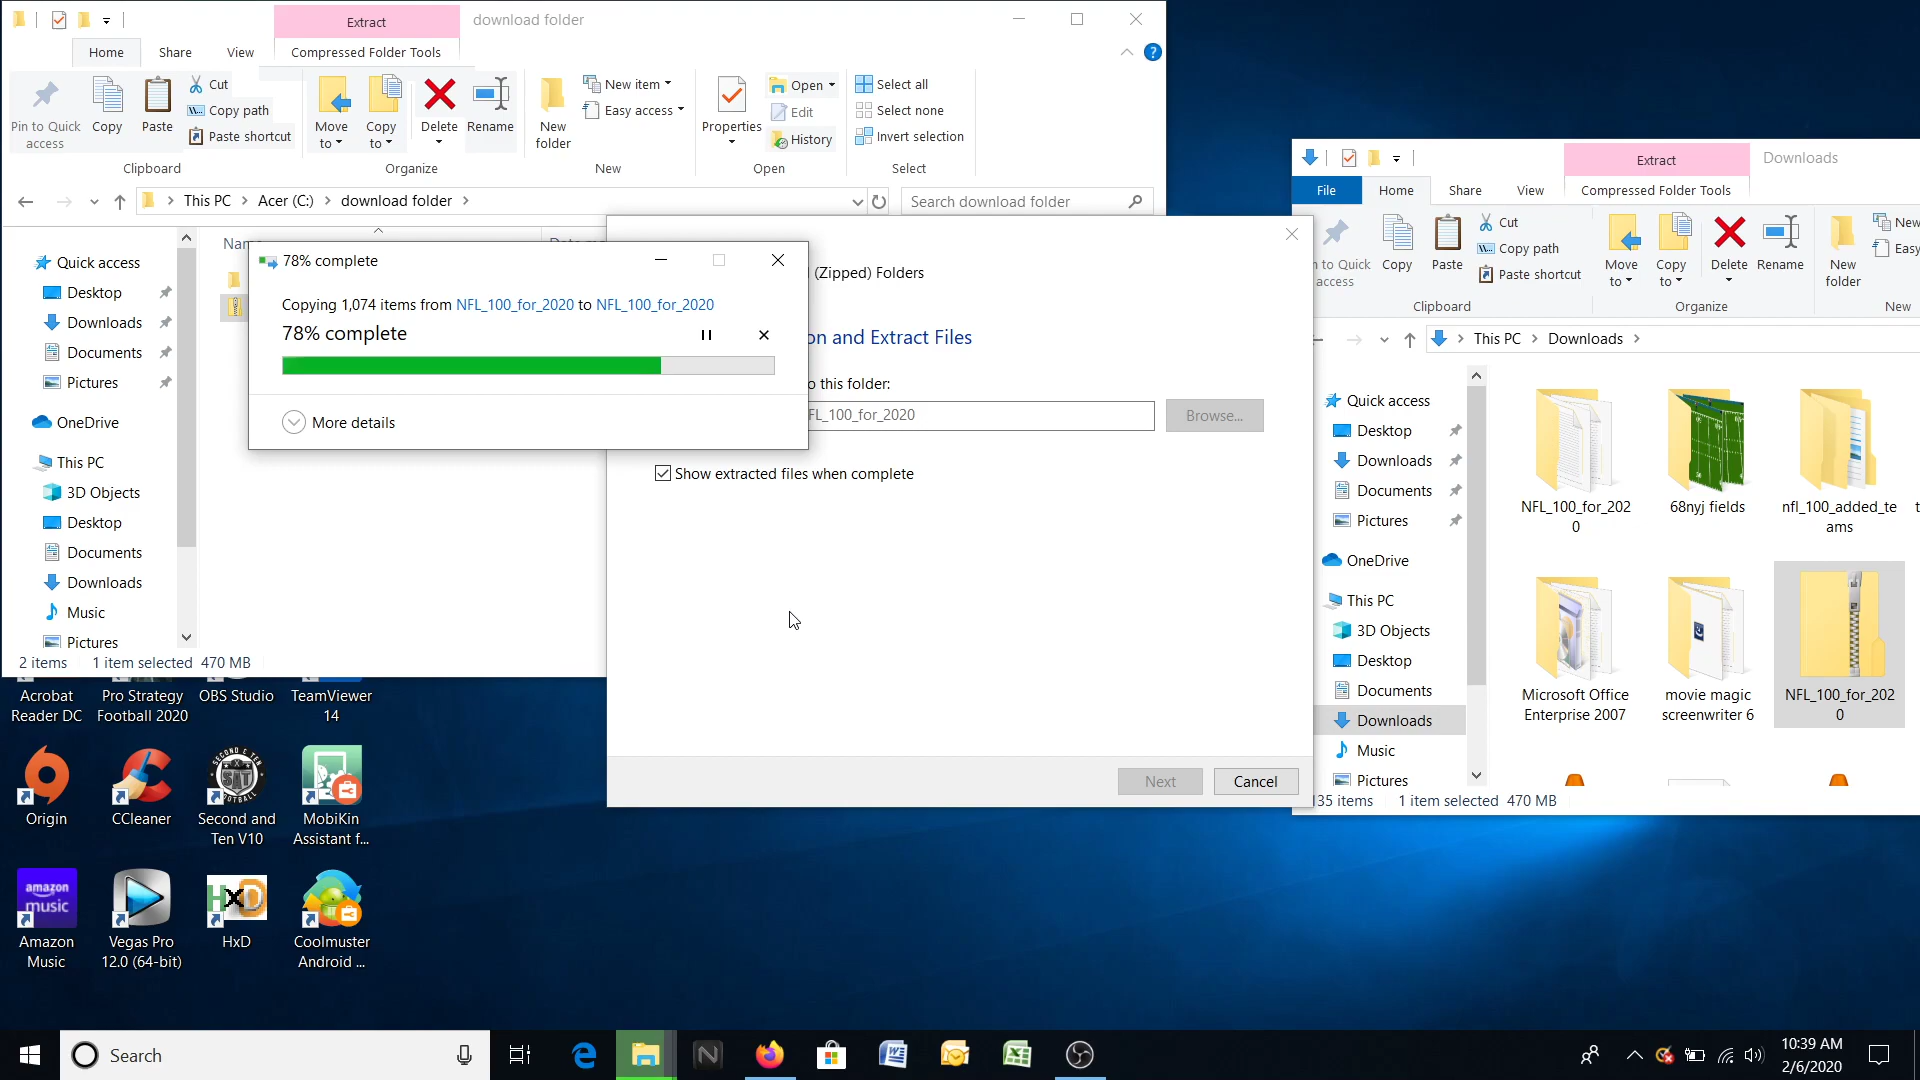 Extract
download folder
Home
Share
View
Compressed Folder Tools
Pin to Quick access
Copy
Paste
Cut
Copy path
Paste shortcut
Clipboard
Move to
Copy to
Delete
Rename
Organize
New folder
New item
Easy access
New
Properties
Open
Edit
History
Open
Select all
Select none
Invert selection
Select
This PC
Acer (C:)
download folder
Search download folder
Quick access
Desktop
Downloads
Documents
Pictures
OneDrive
This PC
3D Objects
Desktop
Documents
Downloads
Music
Pictures
2 items
1 item selected 470 MB
78% complete
Copying 1,074 items from NFL_100_for_2020 to NFL_100_for_2020
78% complete
More details
(Zipped) Folders
on and Extract Files
o this folder:
FL_100_for_2020
Browse...
Show extracted files when complete
Next
Cancel
Extract
Downloads
File
Home
Share
View
Compressed Folder Tools
to Quick
access
Copy
Paste
Cut
Copy path
Paste shortcut
Clipboard
Move to
Copy to
Delete
Rename
Organize
New folder
New
Easy
New
This PC
Downloads
Quick access
Desktop
Downloads
Documents
Pictures
OneDrive
This PC
3D Objects
Desktop
Documents
Downloads
Music
Pictures
NFL_100_for_202
0
68nyj fields
nfl_100_added_te
ams
Microsoft Office
Enterprise 2007
movie magic
screenwriter 6
NFL_100_for_202
0
135 items
1 item selected 470 MB
Acrobat
Reader DC
Pro Strategy
Football 2020
OBS Studio
TeamViewer
14
Origin
CCleaner
SECOND & TEN
SAT
FOOTBALL
Second and
Ten V10
MobiKin
Assistant f...
amazon
music
Amazon
Music
Vegas Pro
12.0 (64-bit)
HxD
HxD
Coolmuster
Android ...
Search
10:39 AM
2/6/2020